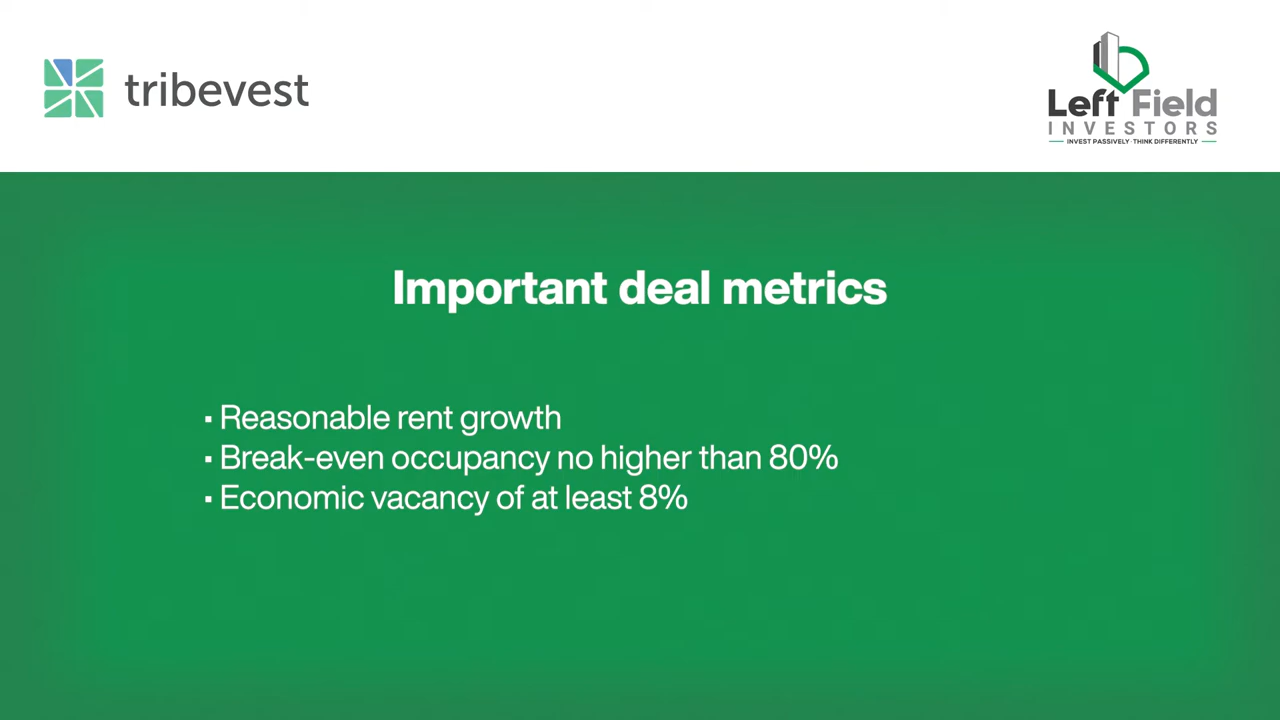 tribevest
Left Field
INVESTORS
INVEST PASSIVELY · THINK DIFFERENTLY
Important deal metrics
▪ Reasonable rent growth
▪ Break-even occupancy no higher than 80%
▪ Economic vacancy of at least 8%